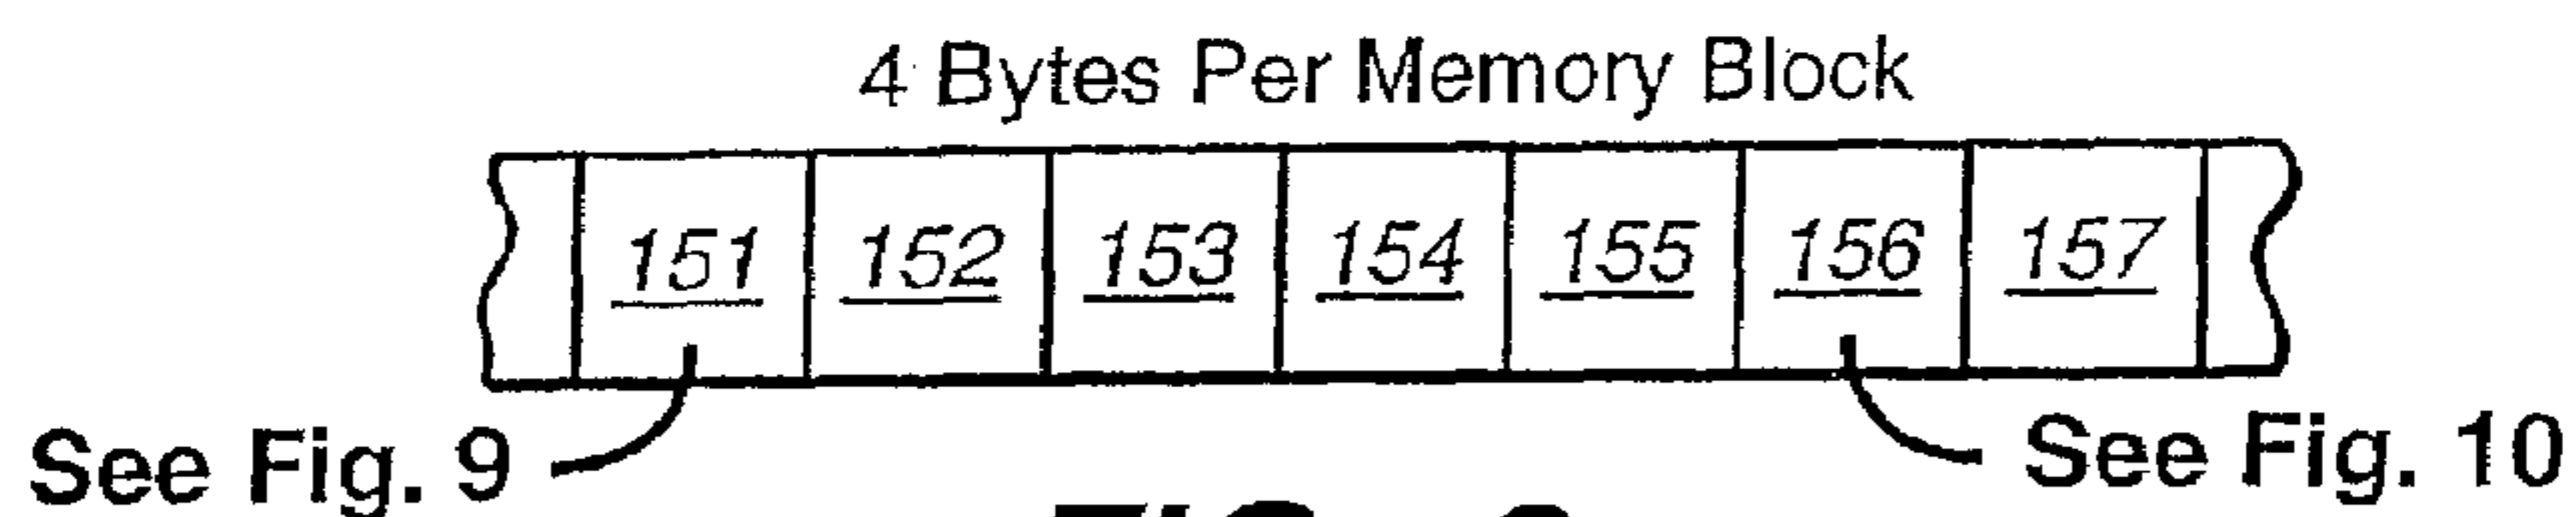 4 Bytes Per Memory Block
151 152 153 154 155 156 157
See Fig. 9 See Fig. 10